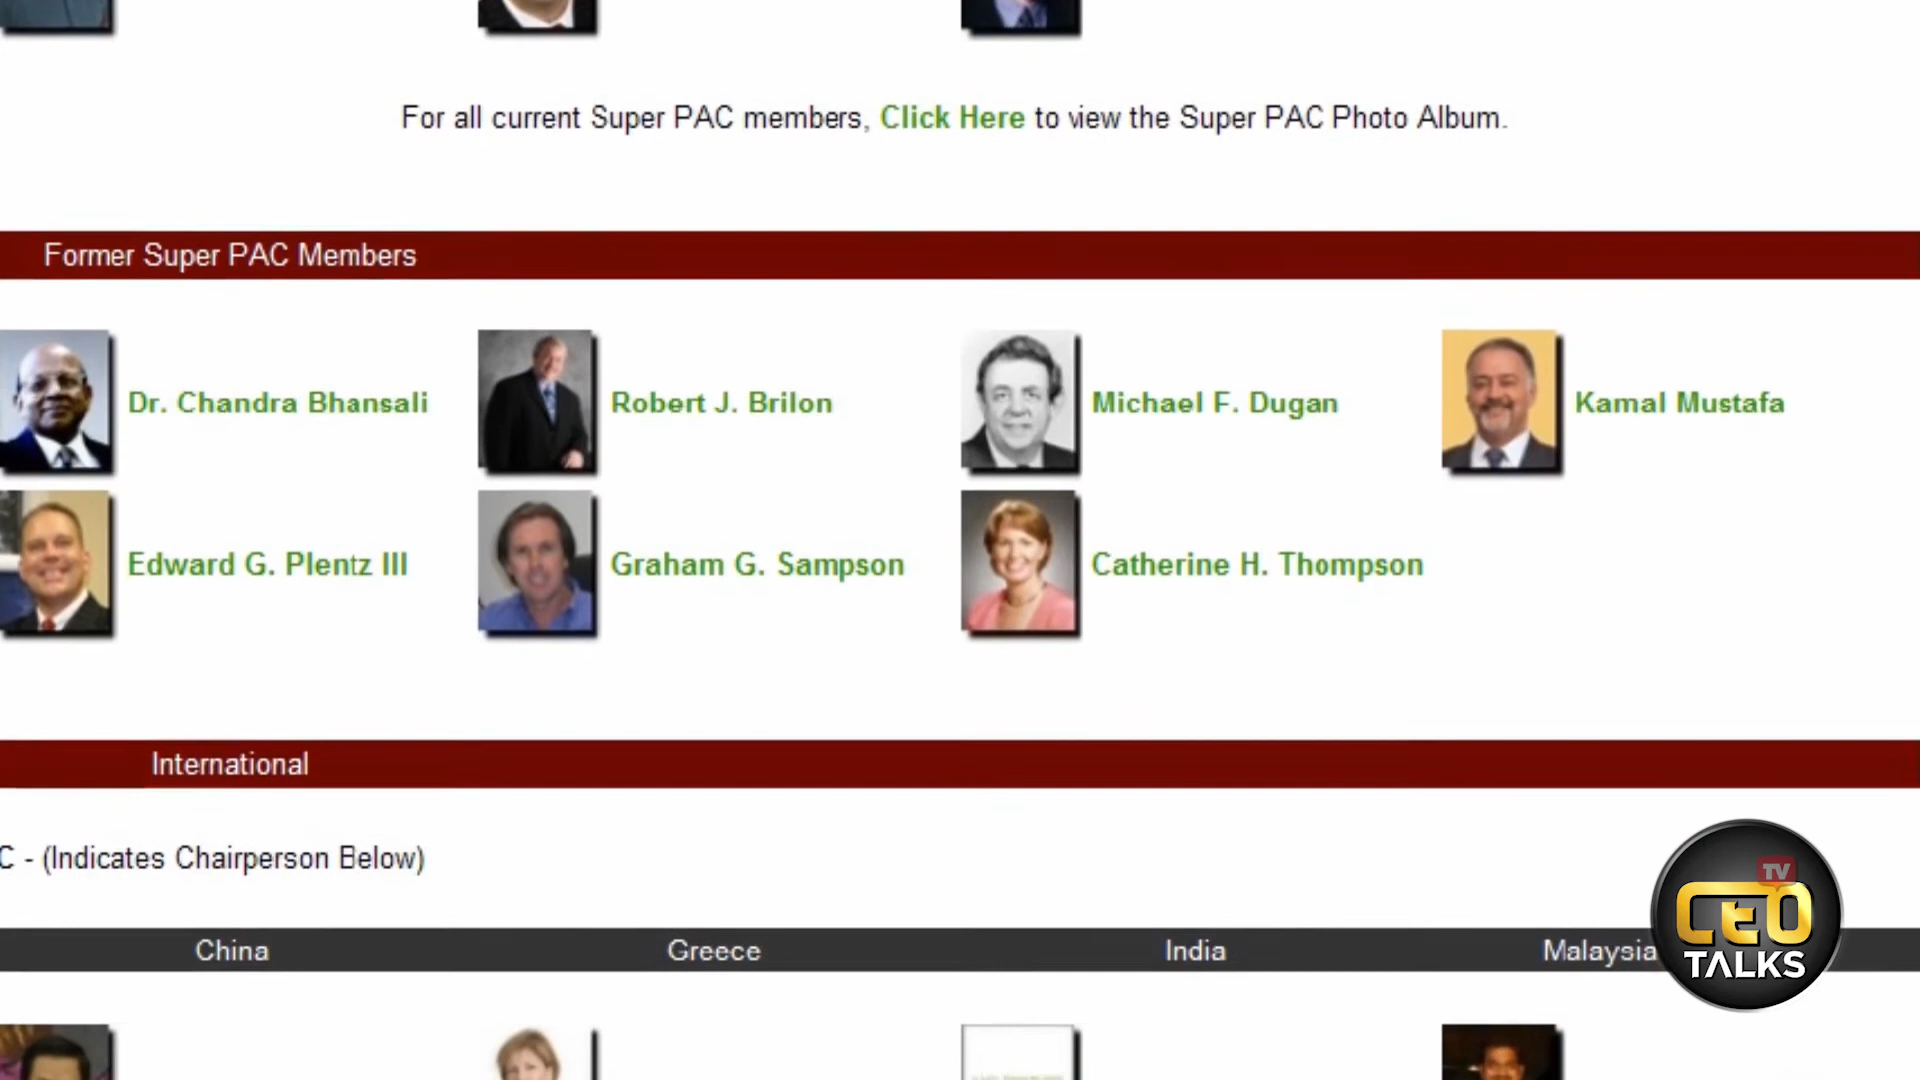 For all current Super PAC members, Click Here to view the Super PAC Photo Album.
Former Super PAC Members
Dr. Chandra Bhansali
Robert J. Brilon
Michael F. Dugan
Kamal Mustafa
Edward G. Plentz III
Graham G. Sampson
Catherine H. Thompson
International
C - (Indicates Chairperson Below)
China
Greece
India
Malaysia
TV
CEO
TALKS